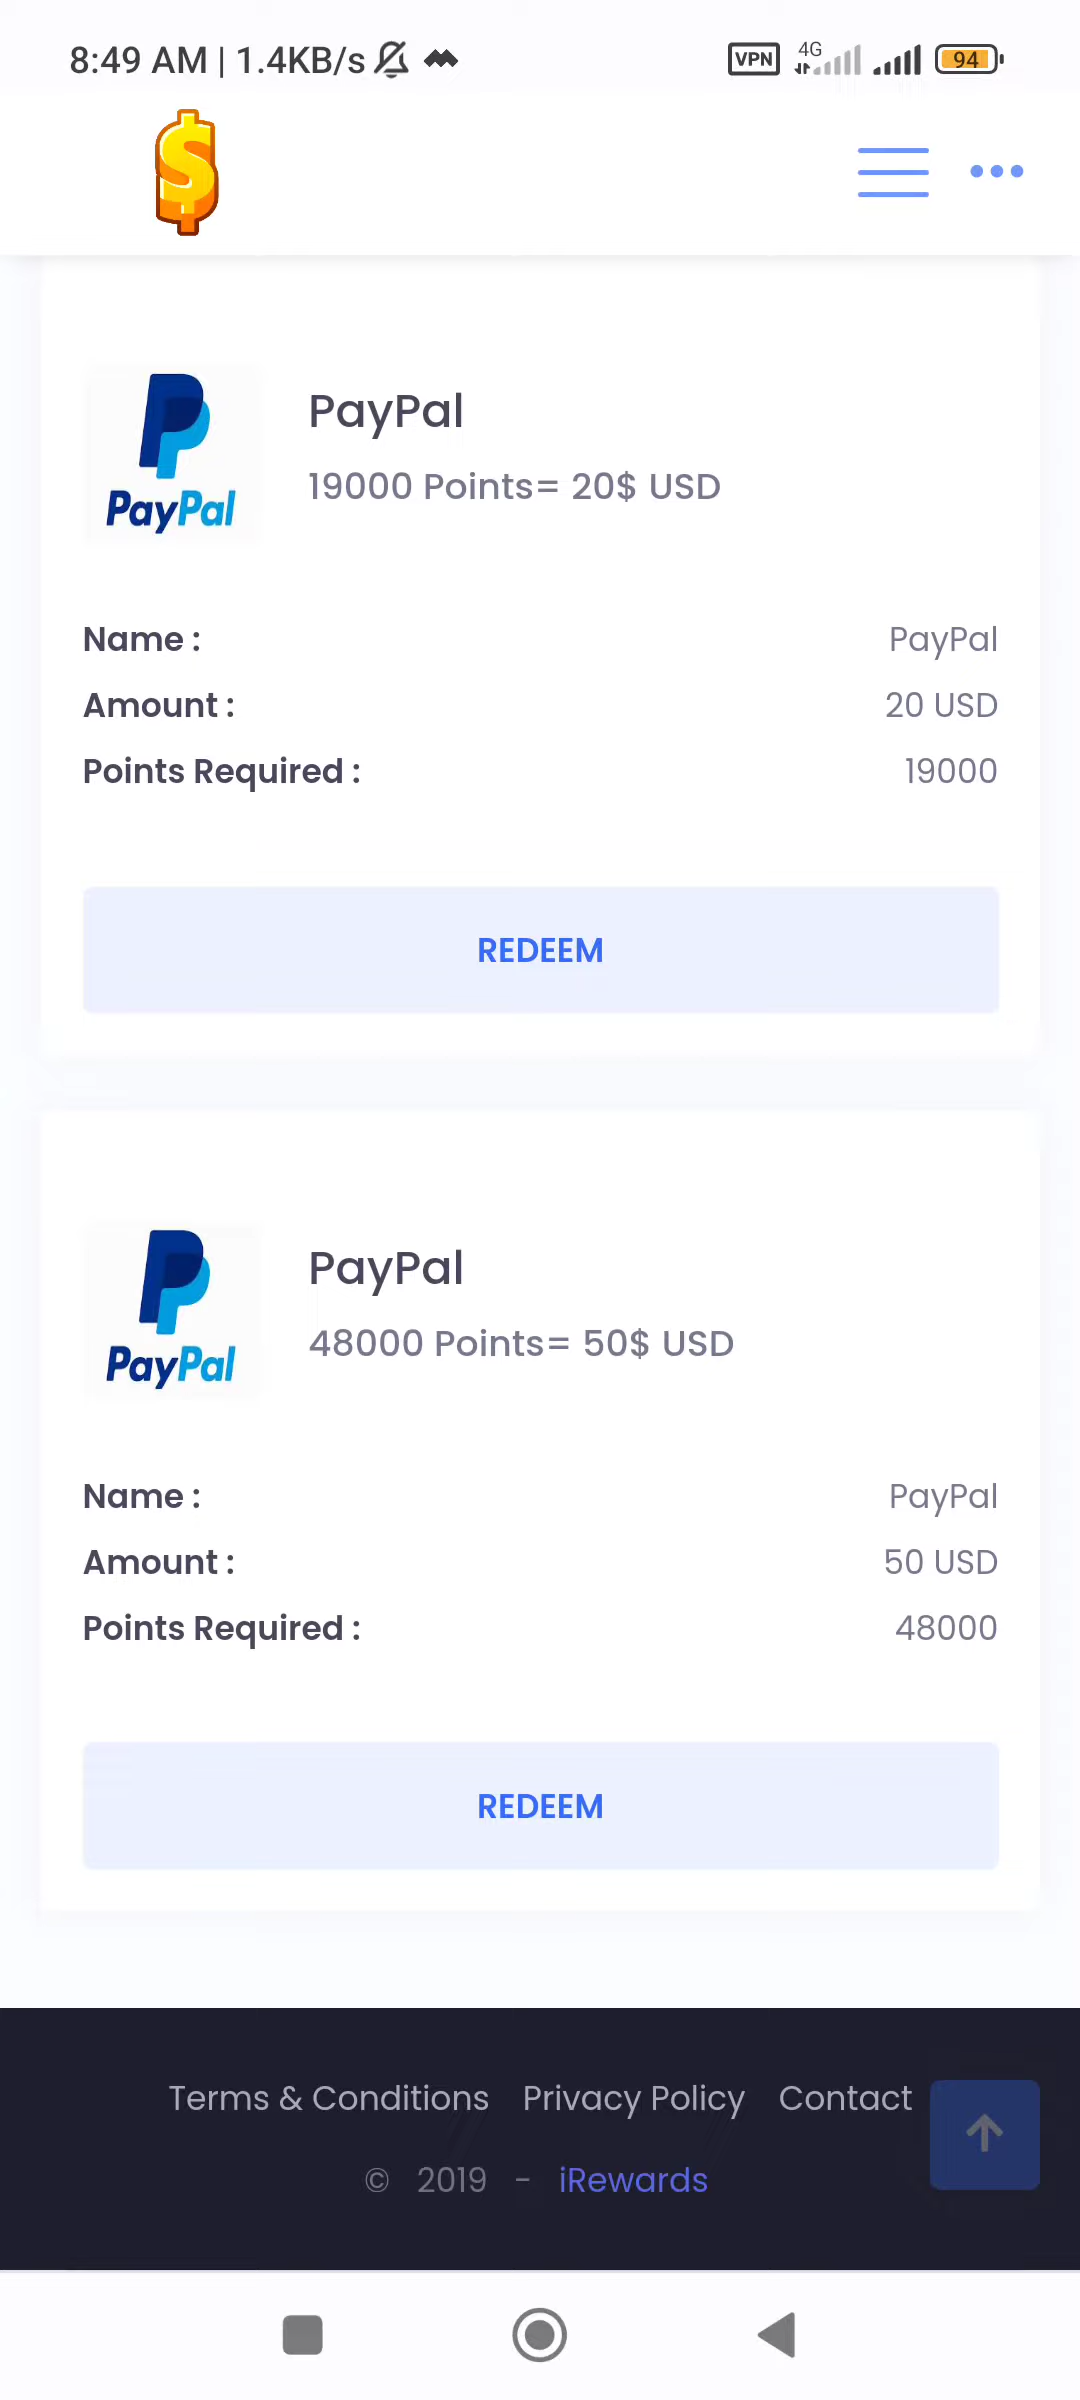 8:49 AM | 1.4KB/s
VPN 4G 94
PayPal
PayPal
19000 Points= 20$ USD
Name : PayPal
Amount : 20 USD
Points Required : 19000
REDEEM
PayPal
PayPal
48000 Points= 50$ USD
Name : PayPal
Amount : 50 USD
Points Required : 48000
REDEEM
Terms & Conditions Privacy Policy Contact
© 2019 - iRewards